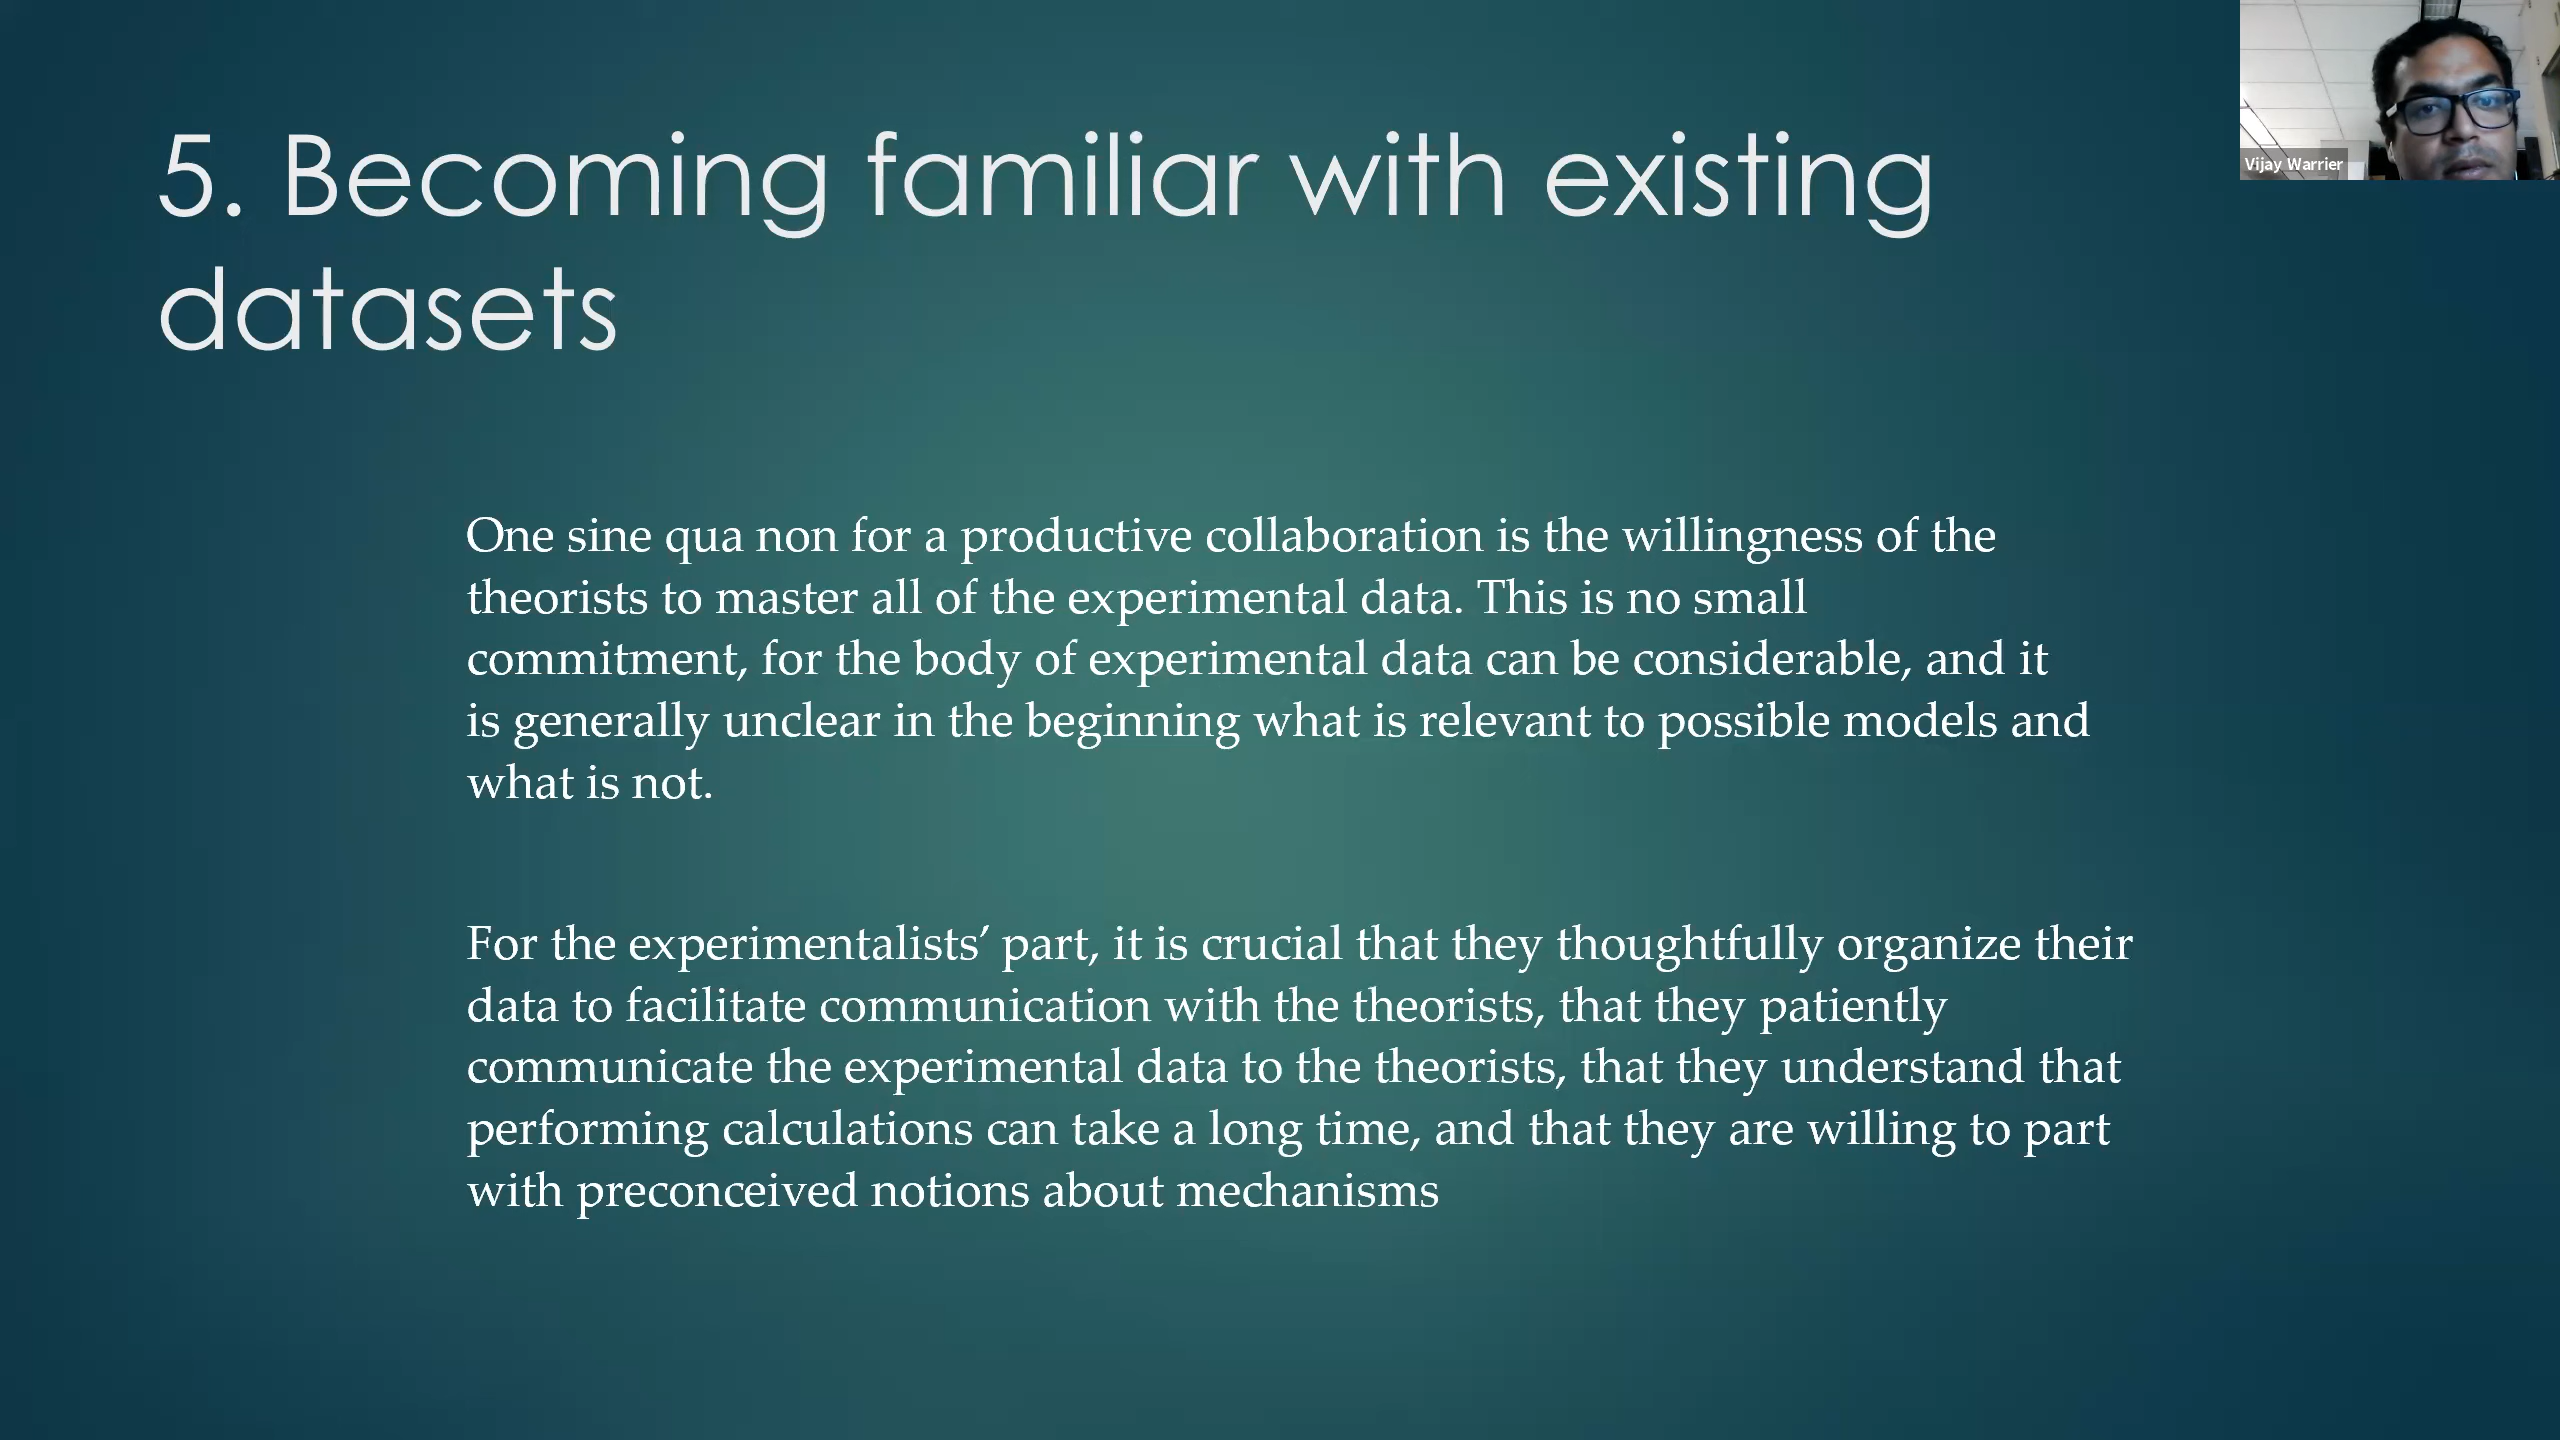 5. Becoming familiar with existing
datasets
One sine qua non for a productive collaboration is the willingness of the
theorists to master all of the experimental data. This is no small
commitment, for the body of experimental data can be considerable, and it
is generally unclear in the beginning what is relevant to possible models and
what is not.
For the experimentalists’ part, it is crucial that they thoughtfully organize their
data to facilitate communication with the theorists, that they patiently
communicate the experimental data to the theorists, that they understand that
performing calculations can take a long time, and that they are willing to part
with preconceived notions about mechanisms
Vijay Warrier